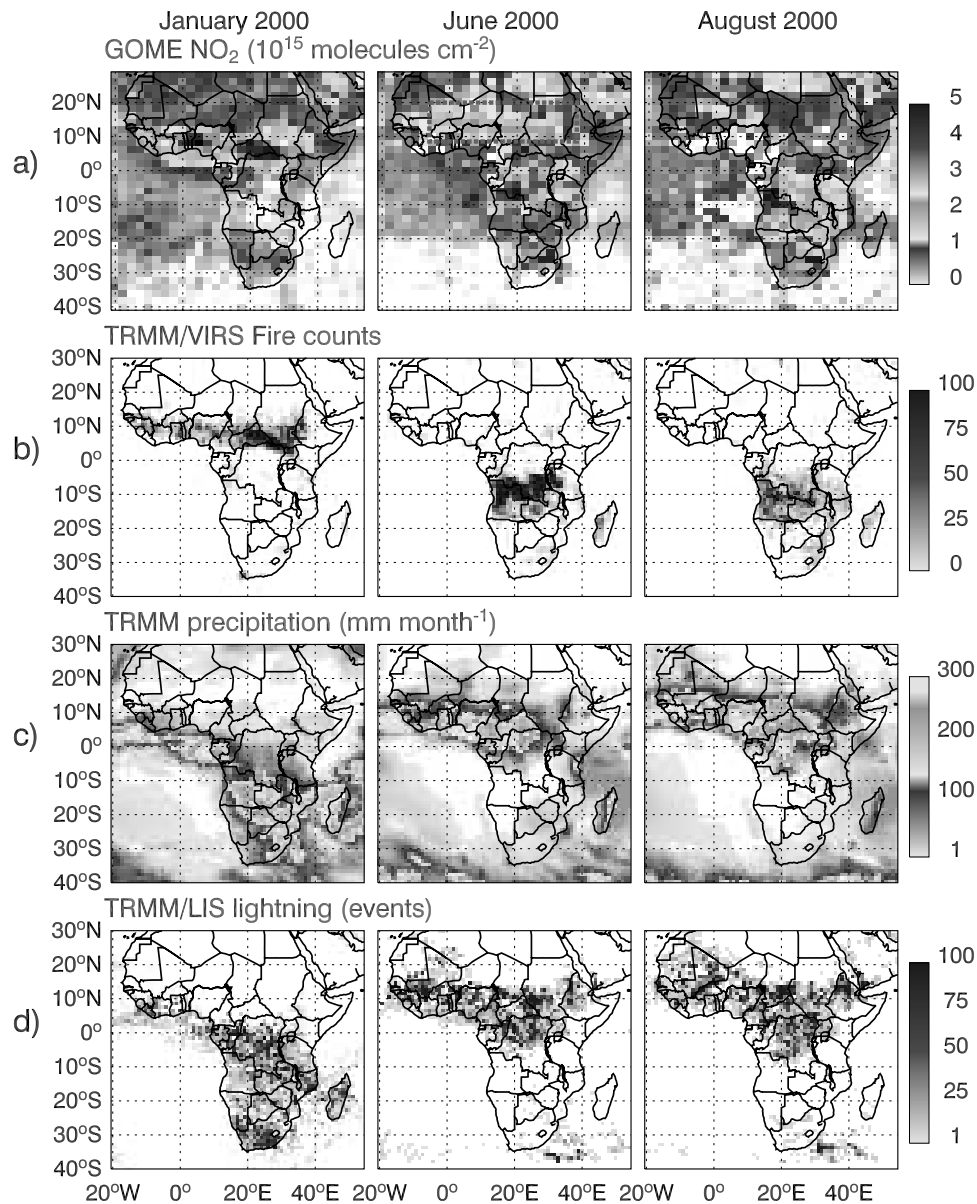 January 2000 June 2000 August 2000
GOME NO2 (10^15 molecules cm^-2)
a)
20°N
10°N
0°
10°S
20°S
30°S
40°S
5
4
3
2
1
0
TRMM/VIRS Fire counts
b)
30°N
20°N
10°N
0°
10°S
20°S
30°S
40°S
100
75
50
25
0
TRMM precipitation (mm month^-1)
c)
30°N
20°N
10°N
0°
10°S
20°S
30°S
40°S
300
200
100
1
TRMM/LIS lightning (events)
d)
30°N
20°N
10°N
0°
10°S
20°S
30°S
40°S
100
75
50
25
1
20°W 0° 20°E 40°E 20°W 0° 20°E 40°E 20°W 0° 20°E 40°E